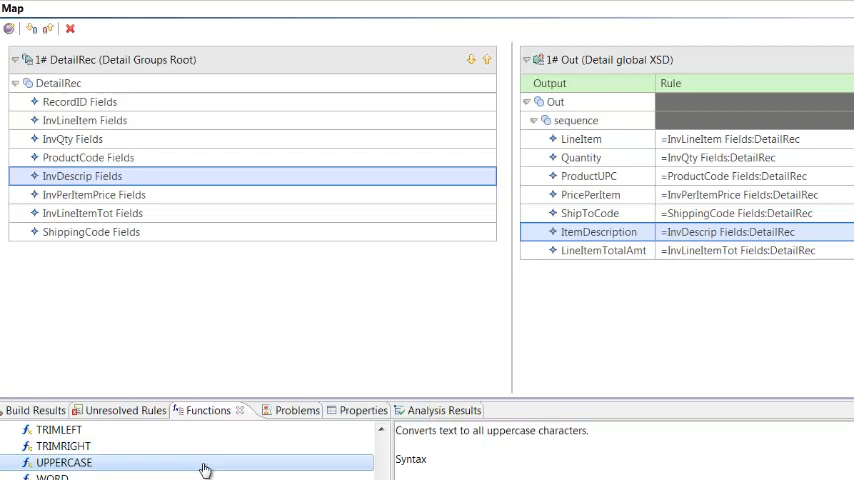 Map
1# DetailRec (Detail Groups Root)
DetailRec
RecordID Fields
InvLineItem Fields
InvQty Fields
ProductCode Fields
InvDescrip Fields
InvPerItemPrice Fields
InvLineItemTot Fields
ShippingCode Fields
1# Out (Detail global XSD)
Output Rule
Out
sequence
LineItem =InvLineItem Fields:DetailRec
Quantity =InvQty Fields:DetailRec
ProductUPC =ProductCode Fields:DetailRec
PricePerItem =InvPerItemPrice Fields:DetailRec
ShipToCode =ShippingCode Fields:DetailRec
ItemDescription =InvDescrip Fields:DetailRec
LineItemTotalAmt =InvLineItemTot Fields:DetailRec
Build Results Unresolved Rules Functions Problems Properties Analysis Results
TRIMLEFT
TRIMRIGHT
UPPERCASE
WORD
Converts text to all uppercase characters.
Syntax